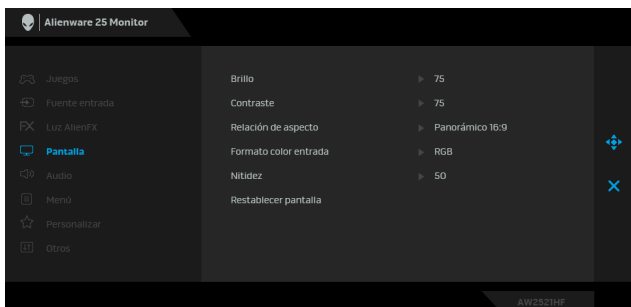 Alienware 25 Monitor
Juegos
Fuente entrada
FX Luz AlienFX
Pantalla
Audio
Menú
Personalizar
Otros
Brillo 75
Contraste 75
Relación de aspecto Panorámico 16:9
Formato color entrada RGB
Nitidez 50
Restablecer pantalla
AW2521HF